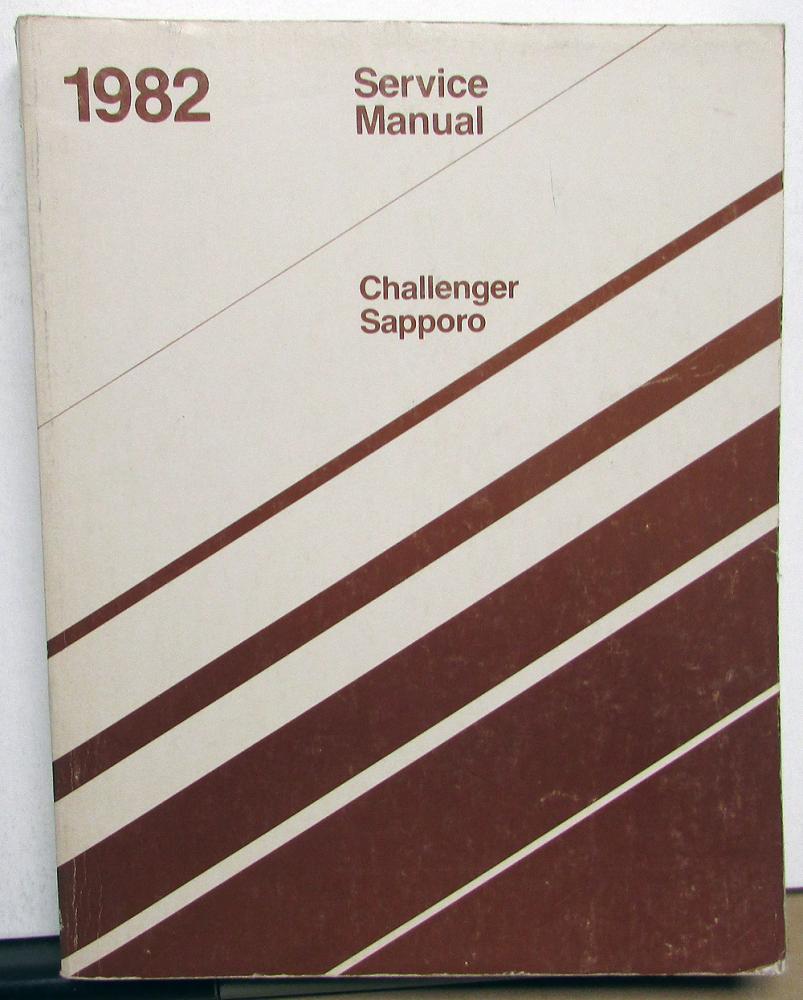 1982
Service
Manual
Challenger
Sapporo